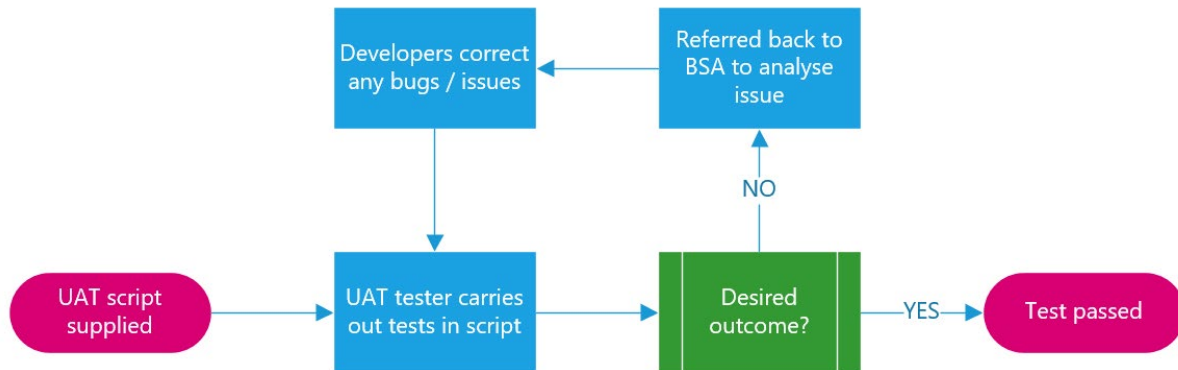 Developers correct
any bugs / issues
Referred back to
BSA to analyse
issue
NO
UAT script
supplied
UAT tester carries
out tests in script
Desired
outcome?
YES
Test passed